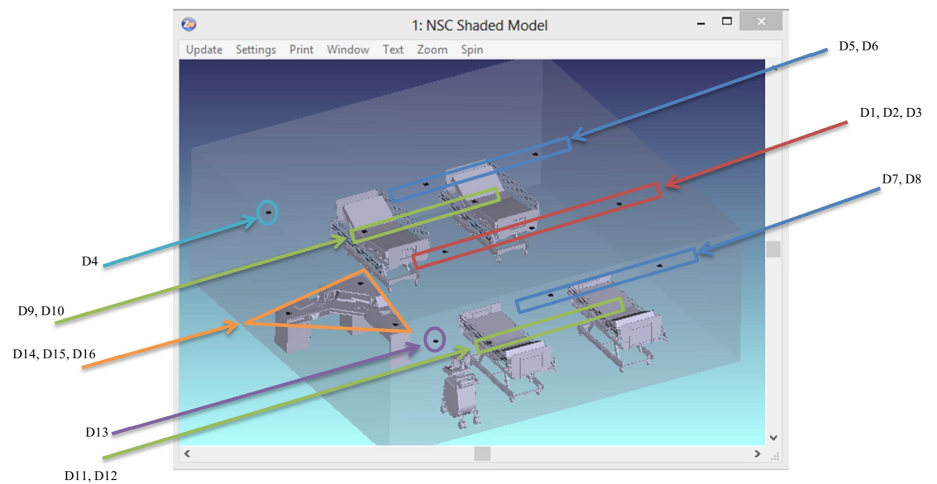 1: NSC Shaded Model
Update Settings Print Window Text Zoom Spin
D5, D6
D1, D2, D3
D7, D8
D4
D9, D10
D14, D15, D16
D13
D11, D12